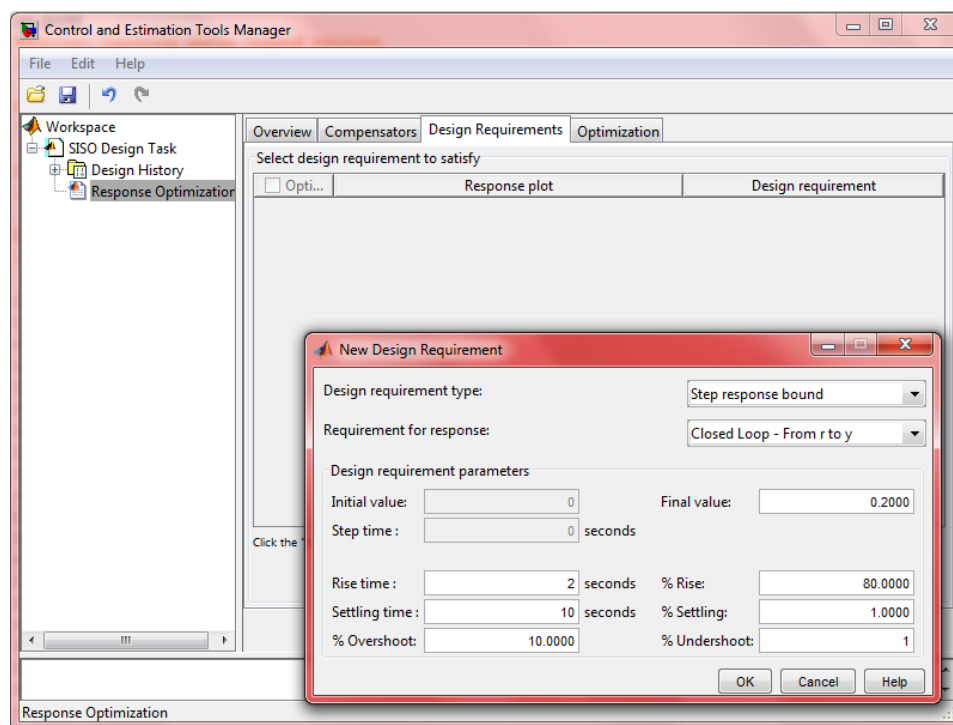 Control and Estimation Tools Manager
File Edit Help
Workspace
SISO Design Task
Design History
Response Optimization
Overview Compensators Design Requirements Optimization
Select design requirement to satisfy
Opti... Response plot Design requirement
Click the
New Design Requirement
Design requirement type: Step response bound
Requirement for response: Closed Loop - From r to y
Design requirement parameters
Initial value: 0 Final value: 0.2000
Step time : 0 seconds
Rise time : 2 seconds % Rise: 80.0000
Settling time : 10 seconds % Settling: 1.0000
% Overshoot: 10.0000 % Undershoot: 1
OK Cancel Help
Response Optimization